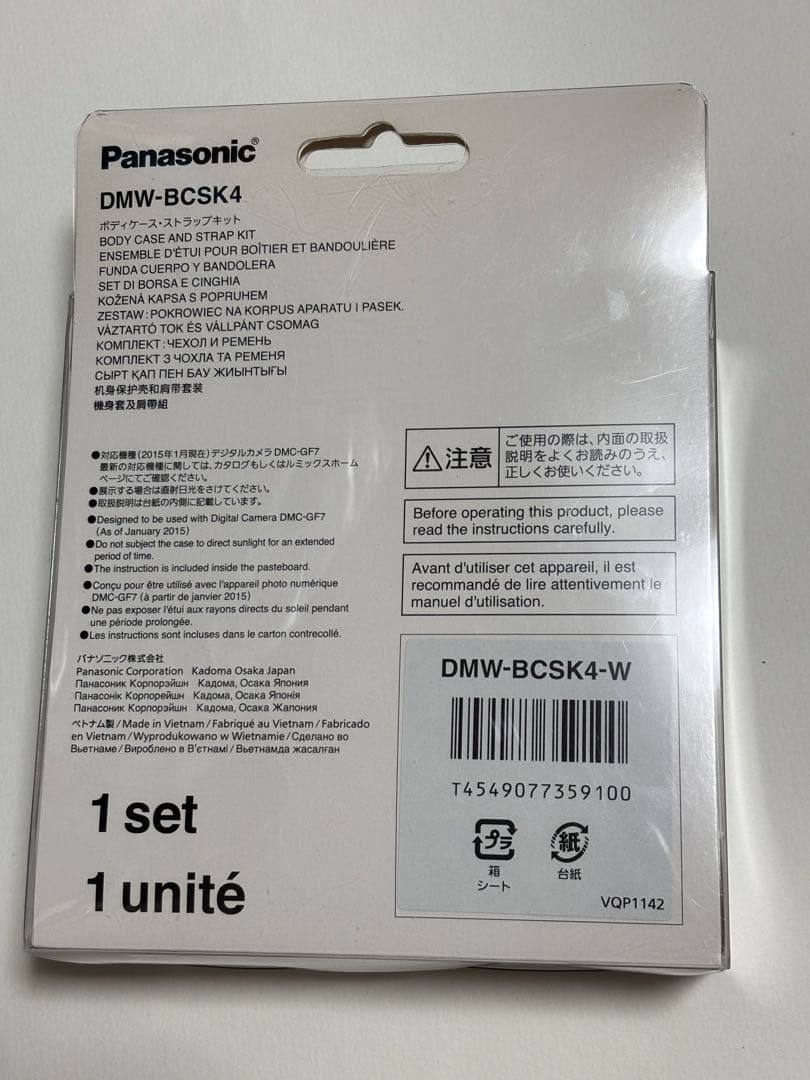 Panasonic®
DMW-BCSK4
ボディケース・ストラップキット
BODY CASE AND STRAP KIT
ENSEMBLE D'ÉTUI POUR BOÎTIER ET BANDOULIÈRE
FUNDA CUERPO Y BANDOLERA
SET DI BORSA E CINGHIA
KOŽENÁ KAPSA S POPRUHEM
ZESTAW : POKROWIEC NA KORPUS APARATU I PASEK.
VÁZTARTÓ TOK ÉS VÁLLPÁNT CSOMAG
КОМПЛЕКТ : ЧЕХОЛ И РЕМЕНЬ
КОМПЛЕКТ З ЧОХЛА ТА РЕМЕНЯ
СЫРТ ҚАП ПЕН БАУ ЖИЫНТЫҒЫ
机身保护壳和肩带套装
機身套及肩帶組
●対応機種(2015年1月現在)デジタルカメラ DMC-GF7
最新の対応機種に関しては、カタログもしくはルミックスホーム
ページにてご確認ください。
●展示する場合は直射日光をさけてください。
●取扱説明は台紙の内側に記載しています。
●Designed to be used with Digital Camera DMC-GF7
(As of January 2015)
●Do not subject the case to direct sunlight for an extended
period of time.
●The instruction is included inside the pasteboard.
●Conçu pour être utilisé avec l'appareil photo numérique
DMC-GF7 (à partir de janvier 2015)
●Ne pas exposer l'étui aux rayons directs du soleil pendant
une période prolongée.
●Les instructions sont incluses dans le carton contrecollé.
パナソニック株式会社
Panasonic Corporation Kadoma Osaka Japan
Панасоник Корпорэйшн Кадома, Осака Япония
Панасонік Корпорейшн Кадома, Осака Японія
Панасоник Корпорэйшн Кадома, Осака Жапония
ベトナム製 / Made in Vietnam / Fabriqué au Vietnam / Fabricado
en Vietnam / Wyprodukowano w Wietnamie / Сделано во
Вьетнаме / Вироблено в В'єтнамі / Вьетнамда жасалған
1 set
1 unité
注意
ご使用の際は、内面の取扱
説明をよくお読みのうえ、
正しくお使いください。
Before operating this product, please
read the instructions carefully.
Avant d'utiliser cet appareil, il est
recommandé de lire attentivement le
manuel d'utilisation.
DMW-BCSK4-W
T4549077359100
プラ
紙
箱
シート
台紙
VQP1142